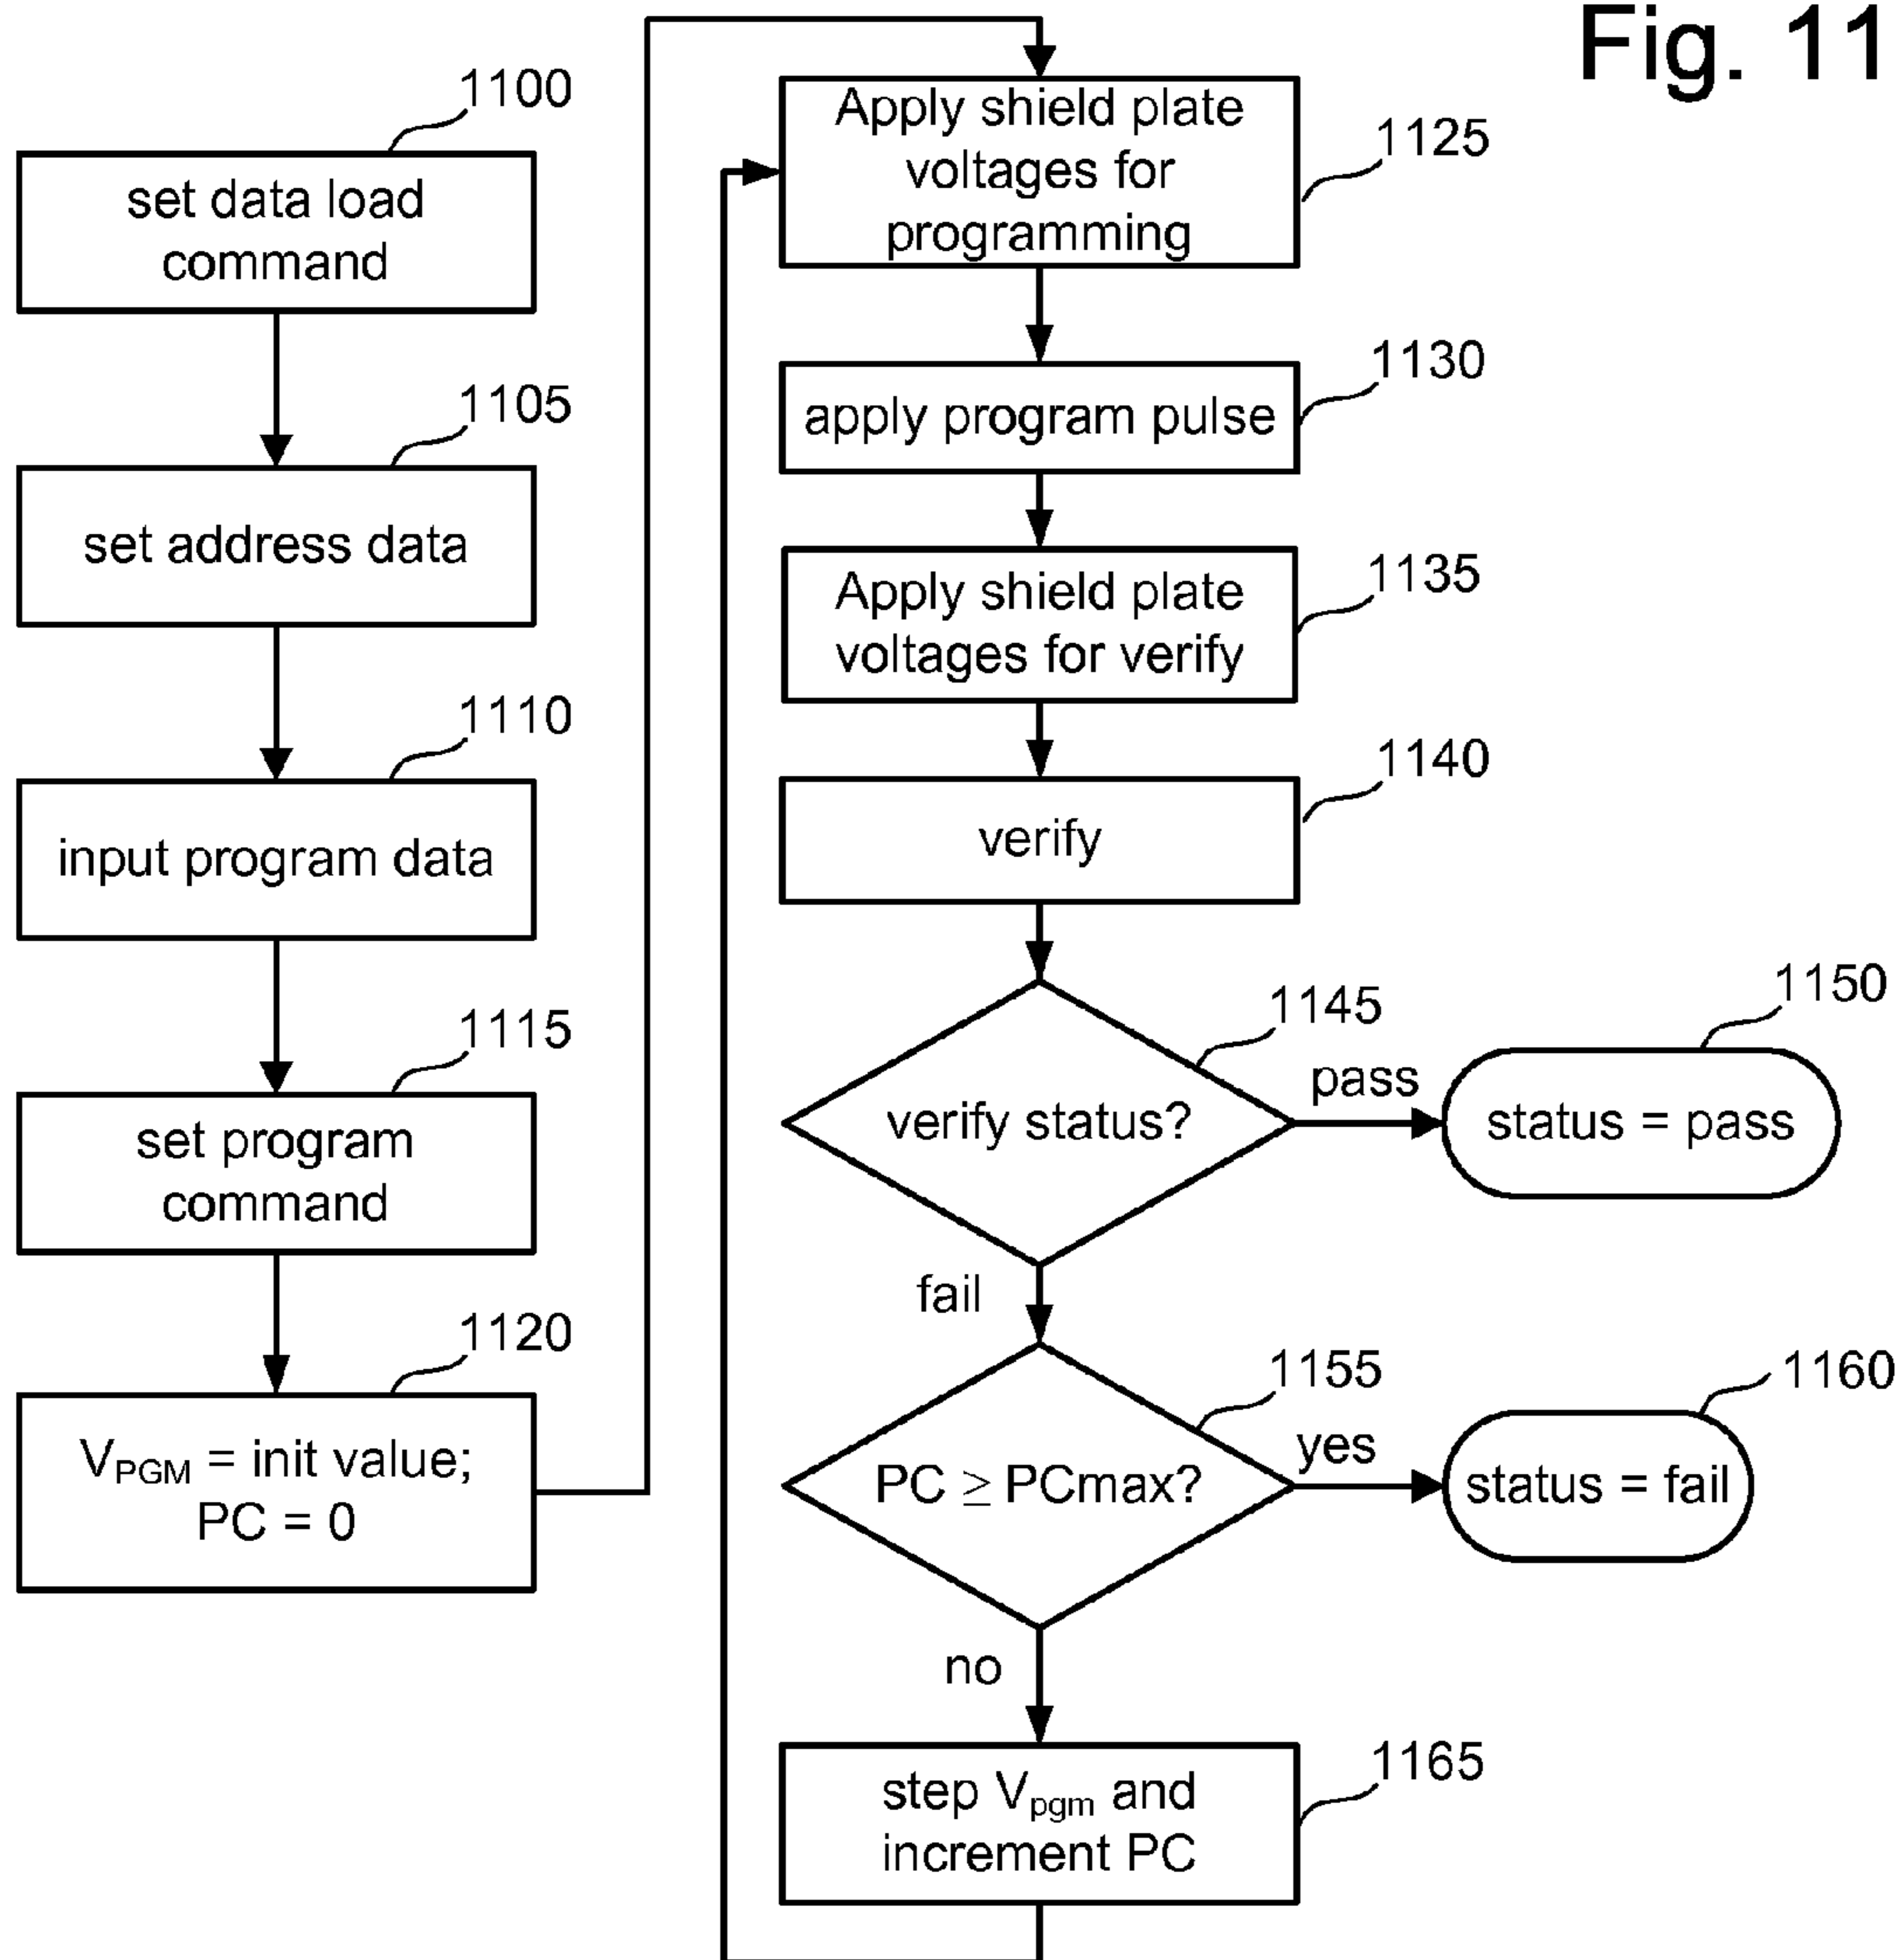 Fig. 11
1100
set data load
command
1105
set address data
1110
input program data
1115
set program
command
1120
V_PGM = init value;
PC = 0
Apply shield plate
voltages for
programming
1125
1130
apply program pulse
1135
Apply shield plate
voltages for verify
1140
verify
1145
verify status?
pass
1150
status = pass
fail
1155
PC ≥ PCmax?
yes
1160
status = fail
no
1165
step V_pgm and
increment PC